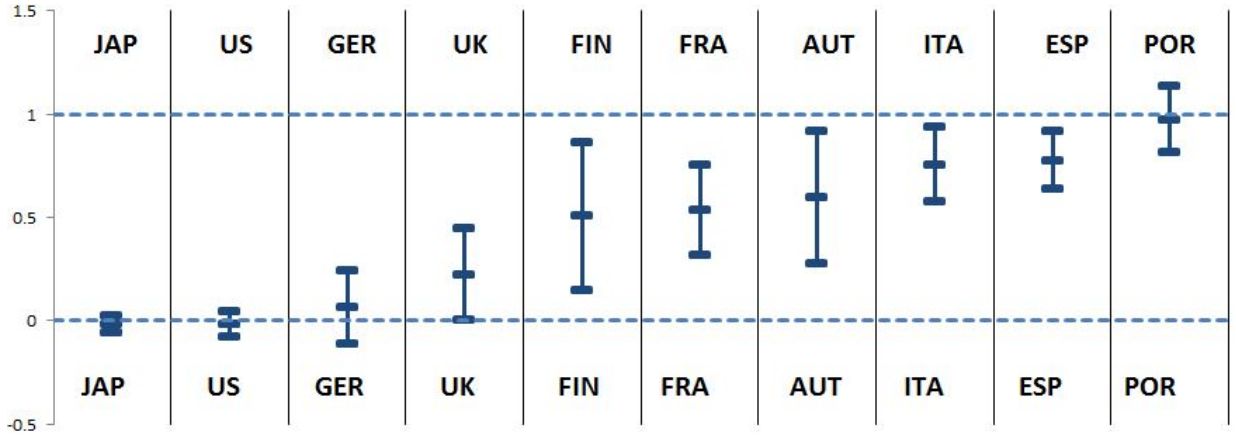 1.5
JAP US GER UK FIN FRA AUT ITA ESP POR
1
0.5
0
JAP US GER UK FIN FRA AUT ITA ESP POR
-0.5